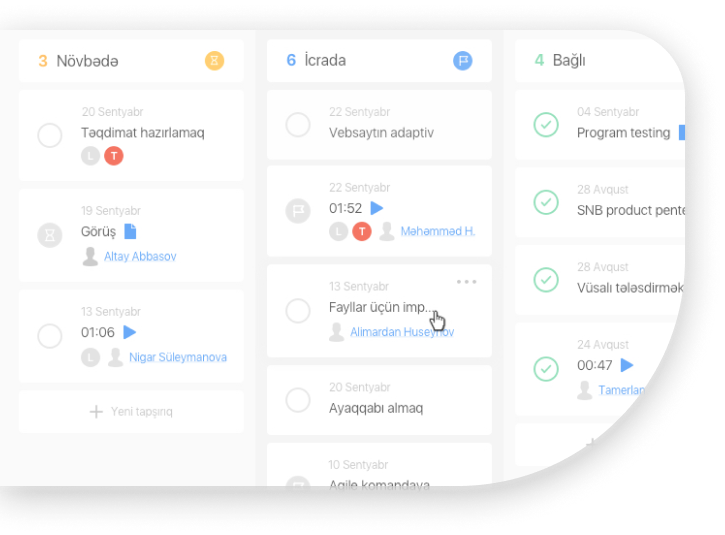 3 Növbədə
20 Sentyabr
Təqdimat hazırlamaq
L T
19 Sentyabr
Görüş
Altay Abbasov
13 Sentyabr
01:06
L Nigar Süleymanova
+ Yeni tapşırıq
6 İcrada
22 Sentyabr
Vebsaytın adaptiv
22 Sentyabr
01:52
L T Məhəmməd H.
13 Sentyabr
Fayllar üçün imp...
Alimardan Huseynov
20 Sentyabr
Ayaqqabı almaq
10 Sentyabr
Agile komandaya
4 Bağlı
04 Sentyabr
Program testing
28 Avqust
SNB product pente
28 Avqust
Vüsalı tələsdirmək
24 Avqust
00:47
Tamerlan